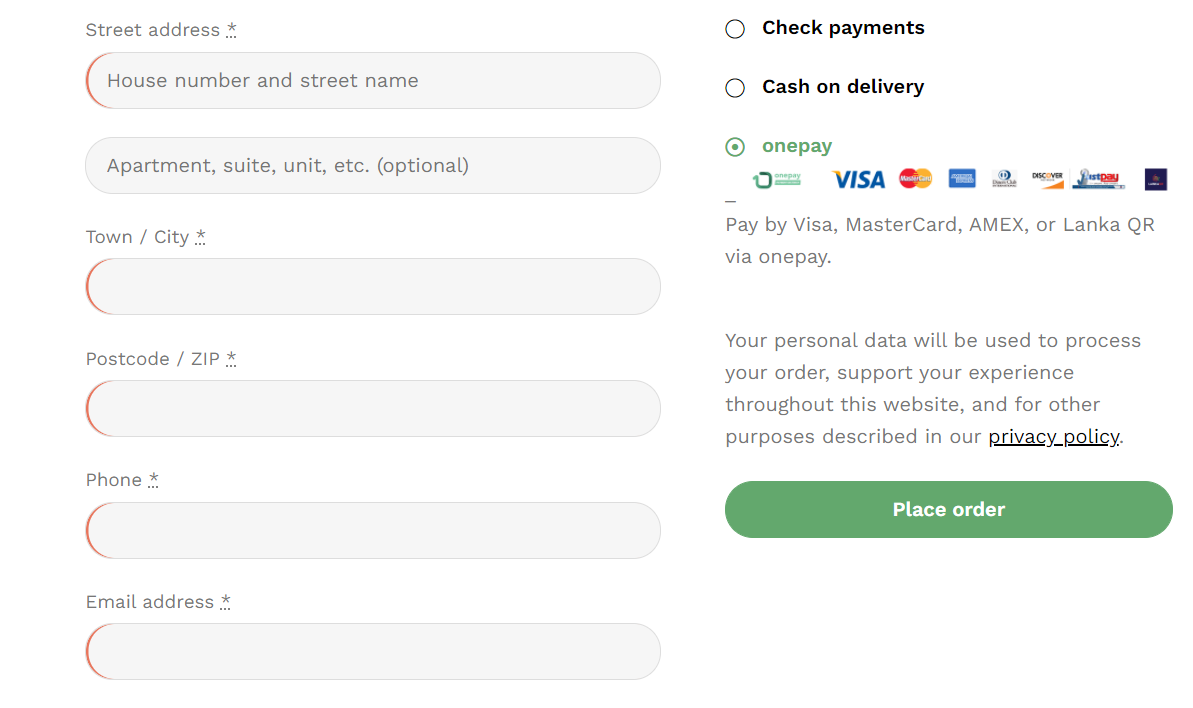 Street address *
House number and street name
Apartment, suite, unit, etc. (optional)
Town / City *
Postcode / ZIP *
Phone *
Email address *
Check payments
Cash on delivery
onepay
onepay VISA MasterCard Diners Club DISCOVER
Pay by Visa, MasterCard, AMEX, or Lanka QR
via onepay.
Your personal data will be used to process
your order, support your experience
throughout this website, and for other
purposes described in our privacy policy.
Place order